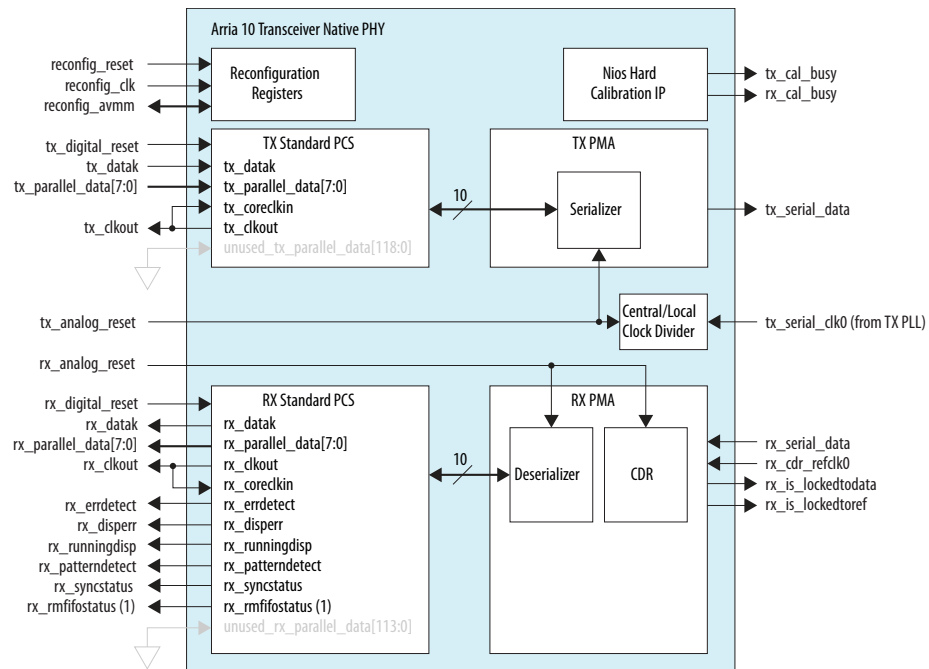 Arria 10 Transceiver Native PHY
reconfig_reset
reconfig_clk
reconfig_avmm
Reconfiguration
Registers
Nios Hard
Calibration IP
tx_cal_busy
rx_cal_busy
tx_digital_reset
tx_datak
tx_parallel_data[7:0]
tx_clkout
TX Standard PCS
tx_datak
tx_parallel_data[7:0]
tx_coreclkin
tx_clkout
unused_tx_parallel_data[118:0]
10
TX PMA
Serializer
tx_serial_data
tx_analog_reset
Central/Local
Clock Divider
tx_serial_clk0 (from TX PLL)
rx_analog_reset
rx_digital_reset
rx_datak
rx_parallel_data[7:0]
rx_clkout
rx_errdetect
rx_disperr
rx_runningdisp
rx_patterndetect
rx_syncstatus
rx_rmfifostatus (1)
RX Standard PCS
rx_datak
rx_parallel_data[7:0]
rx_clkout
rx_coreclkin
rx_errdetect
rx_disperr
rx_runningdisp
rx_patterndetect
rx_syncstatus
rx_rmfifostatus (1)
unused_rx_parallel_data[113:0]
10
RX PMA
Deserializer
CDR
rx_serial_data
rx_cdr_refclk0
rx_is_lockedtodata
rx_is_lockedtoref